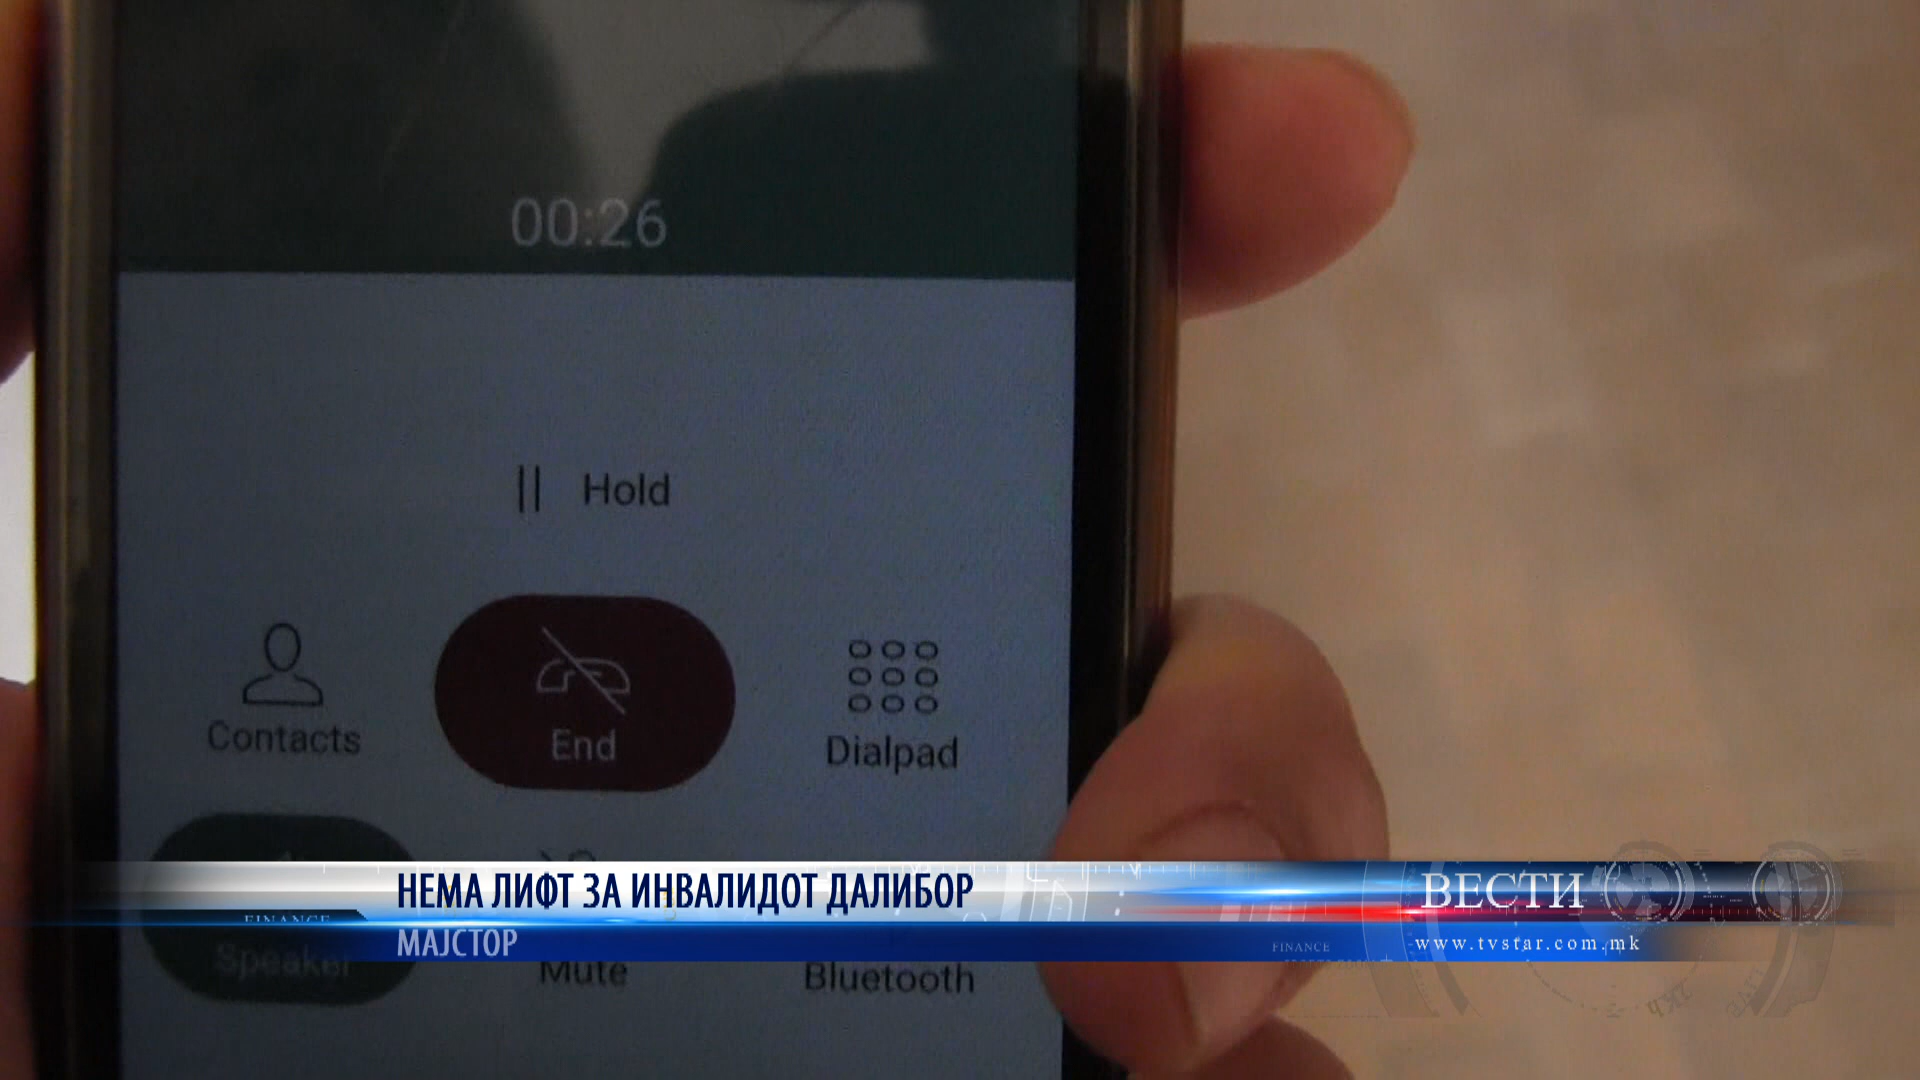 00:26
Hold
Contacts
End
Dialpad
НЕМА ЛИФТ ЗА ИНВАЛИДОТ ДАЛИБОР
ВЕСТИ
FINANCE
МАЈСТОР
FINANCE
www.tvstar.com.mk
Speaker
Mute
Bluetooth